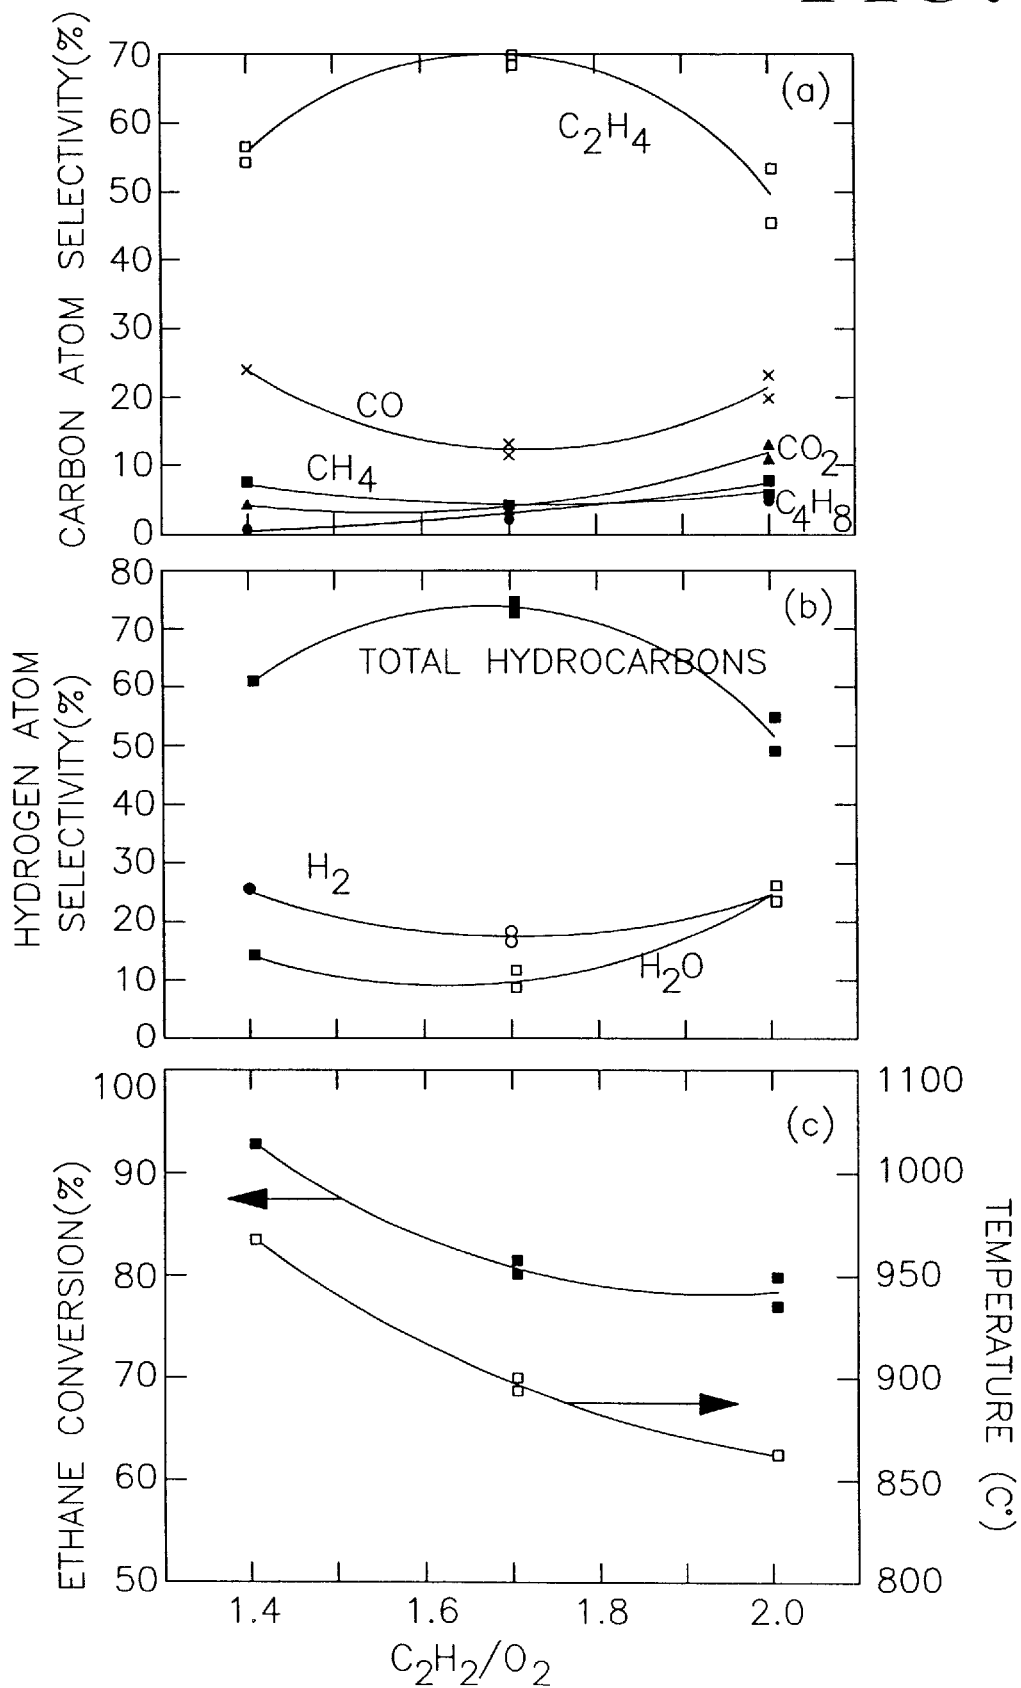 FIG.
CARBON ATOM SELECTIVITY(%)
70
60
50
40
30
20
10
0
(a)
C2H4
CO
CH4
CO2
C4H8
HYDROGEN ATOM
SELECTIVITY(%)
80
70
60
50
40
30
20
10
0
(b)
TOTAL HYDROCARBONS
H2
H2O
ETHANE CONVERSION(%)
100
90
80
70
60
50
(c)
1100
1000
950
900
850
800
TEMPERATURE (C°)
1.4 1.6 1.8 2.0
C2H2/O2